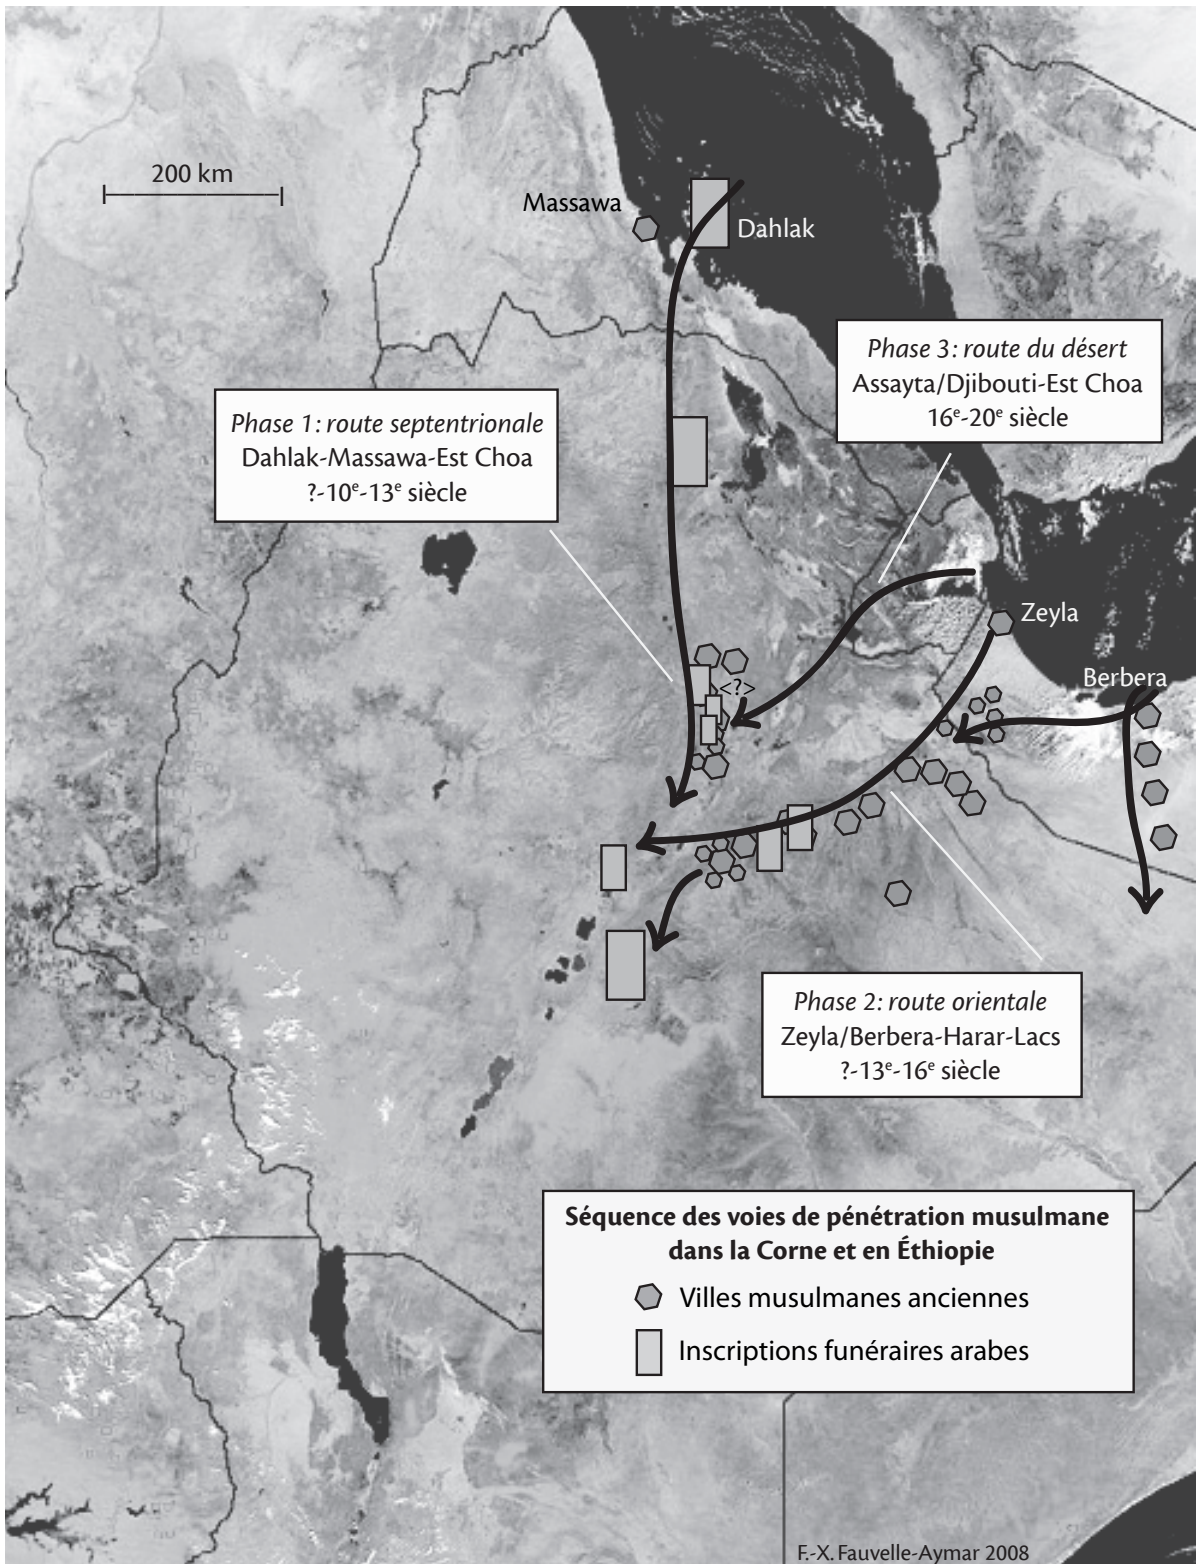 200 km
Massawa
Dahlak
Phase 3 : route du désert
Assayta/Djibouti-Est Choa
16e-20e siècle
Phase 1 : route septentrionale
Dahlak-Massawa-Est Choa
?-10e-13e siècle
Zeyla
Berbera
<?>
Phase 2 : route orientale
Zeyla/Berbera-Harar-Lacs
?-13e-16e siècle
Séquence des voies de pénétration musulmane
dans la Corne et en Éthiopie
Villes musulmanes anciennes
Inscriptions funéraires arabes
F.-X. Fauvelle-Aymar 2008